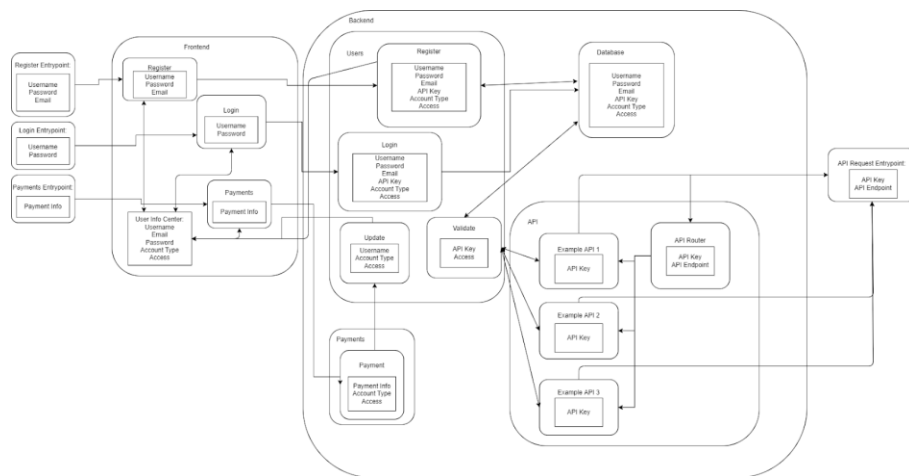 Backend
Frontend
Register Entrypoint:
Username
Password
Email
Register
Username
Password
Email
Users
Register
Username
Password
Email
API Key
Account Type
Access
Database
Username
Password
Email
API Key
Account Type
Access
Login Entrypoint:
Username
Password
Login
Username
Password
Login
Username
Password
Email
API Key
Account Type
Access
API Request Entrypoint:
API Key
API Endpoint
Payments Entrypoint:
Payment Info
Payments
Payment Info
User Info Center:
Username
Email
Password
Account Type
Access
Update
Username
Account Type
Access
Validate
API Key
Access
API
Example API 1
API Key
API Router
API Key
API Endpoint
Example API 2
API Key
Payments
Payment
Payment Info
Account Type
Access
Example API 3
API Key